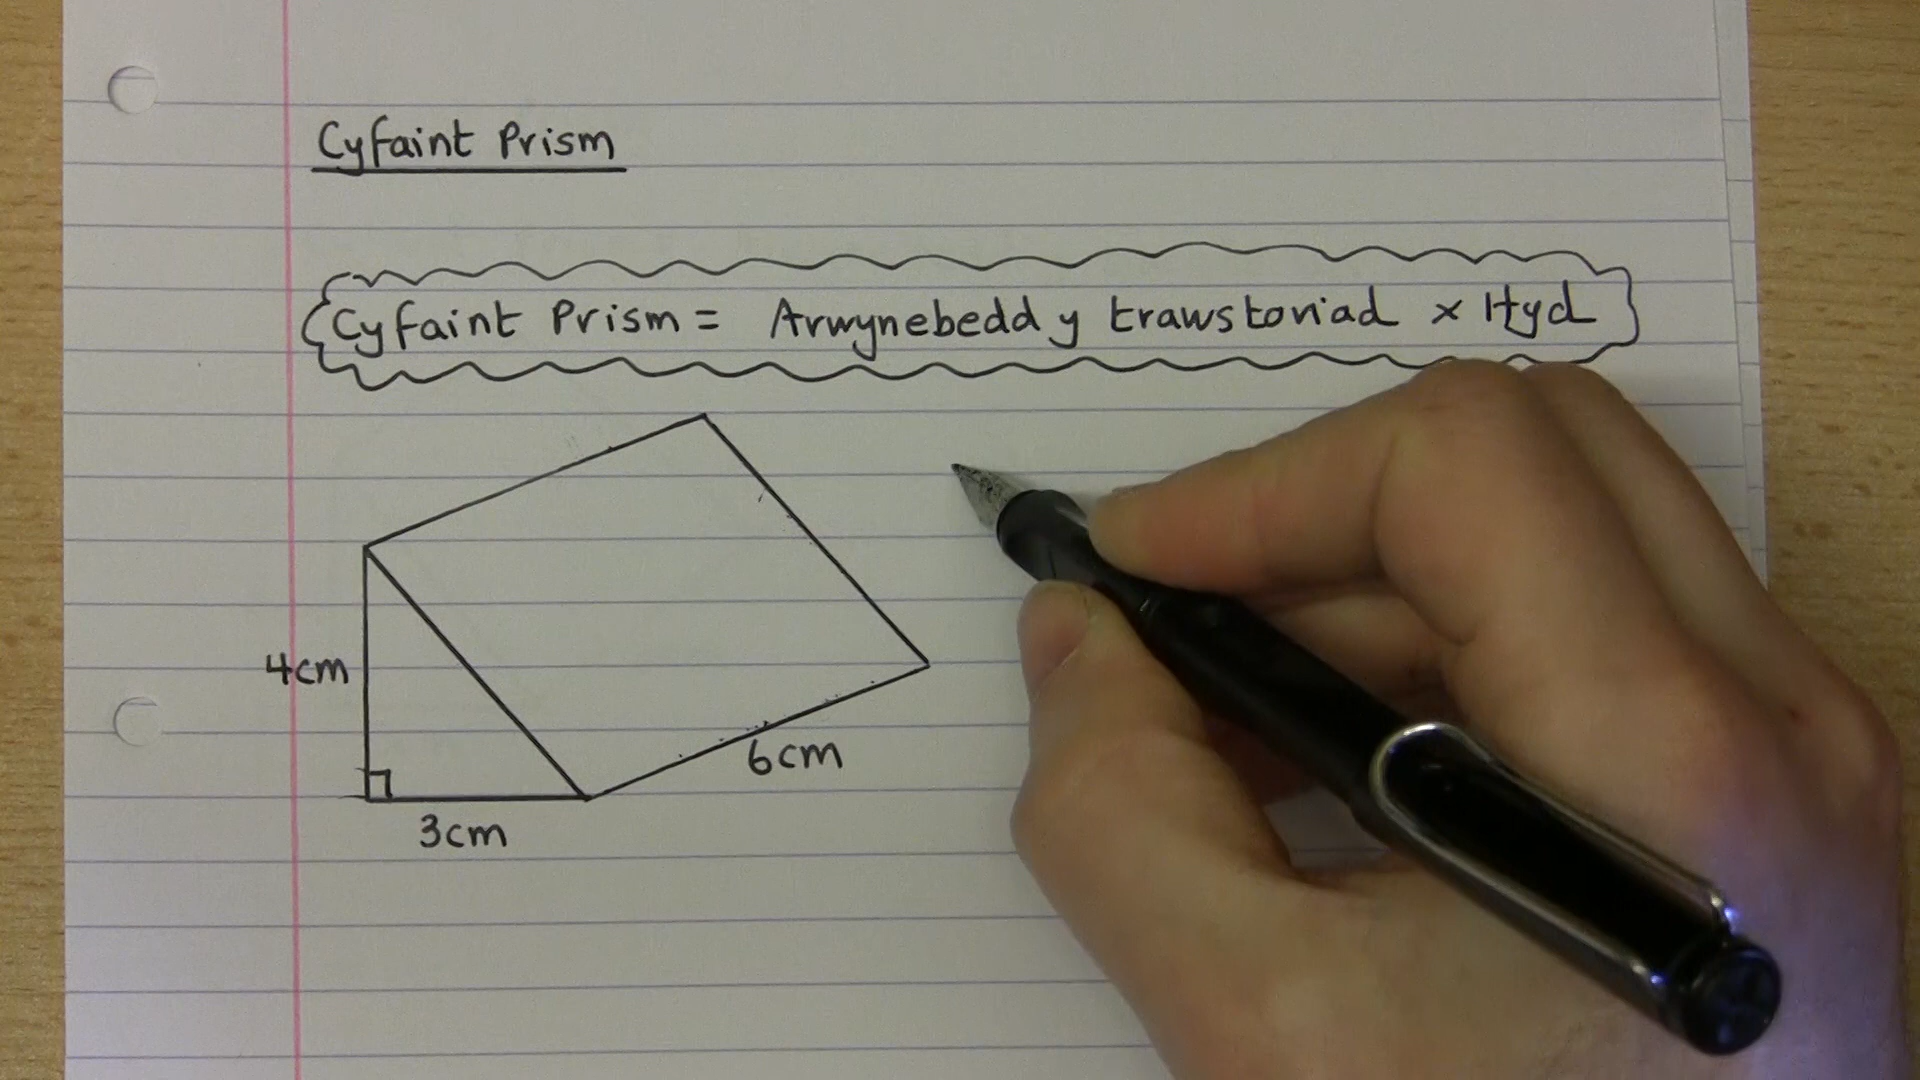 Cyfaint Prism
Cyfaint Prism = Arwynebedd y trawstoriad × Hyd
4cm
6cm
3cm